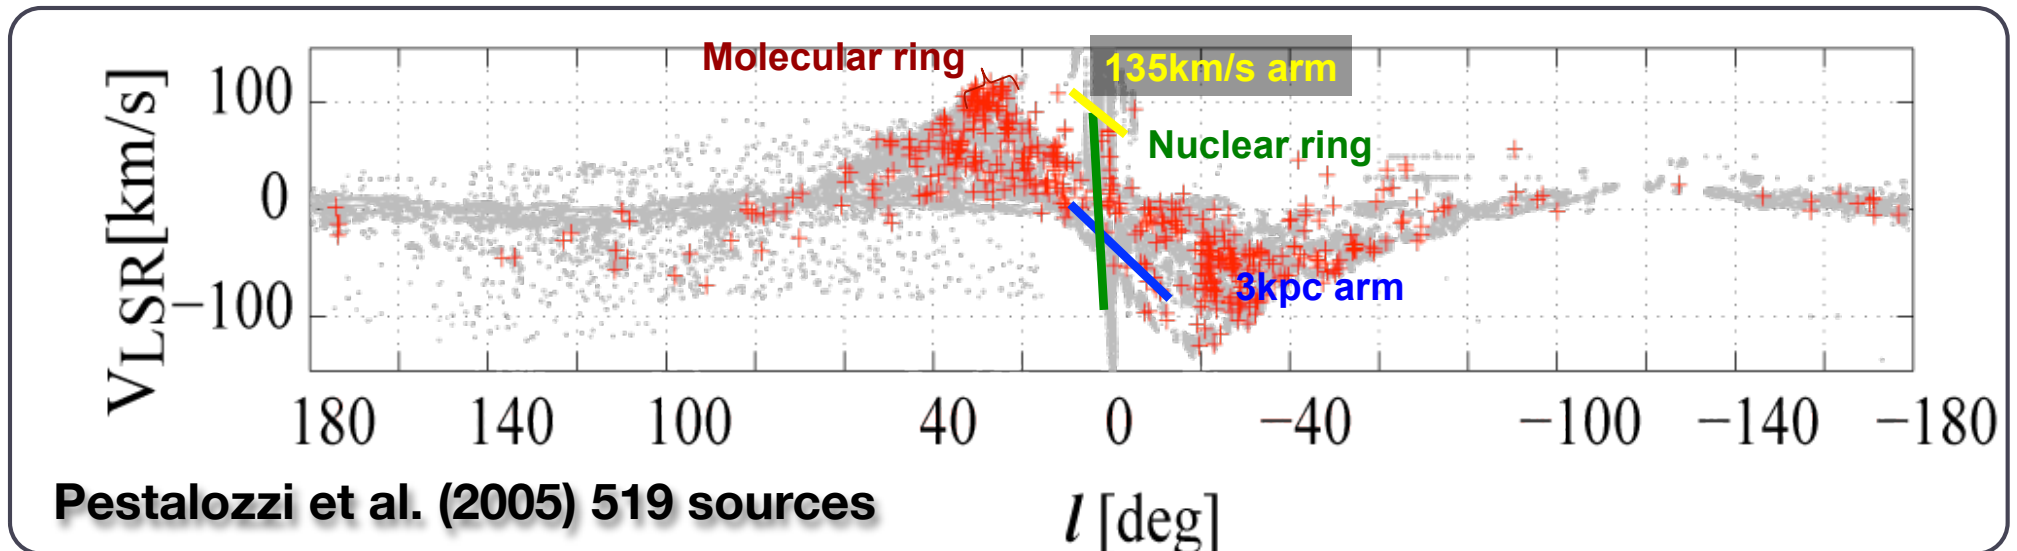 Molecular ring
135km/s arm
Nuclear ring
3kpc arm
VLSR[km/s]
100
0
−100
180 140 100 40 0 −40 −100 −140 −180
l [deg]
Pestalozzi et al. (2005) 519 sources